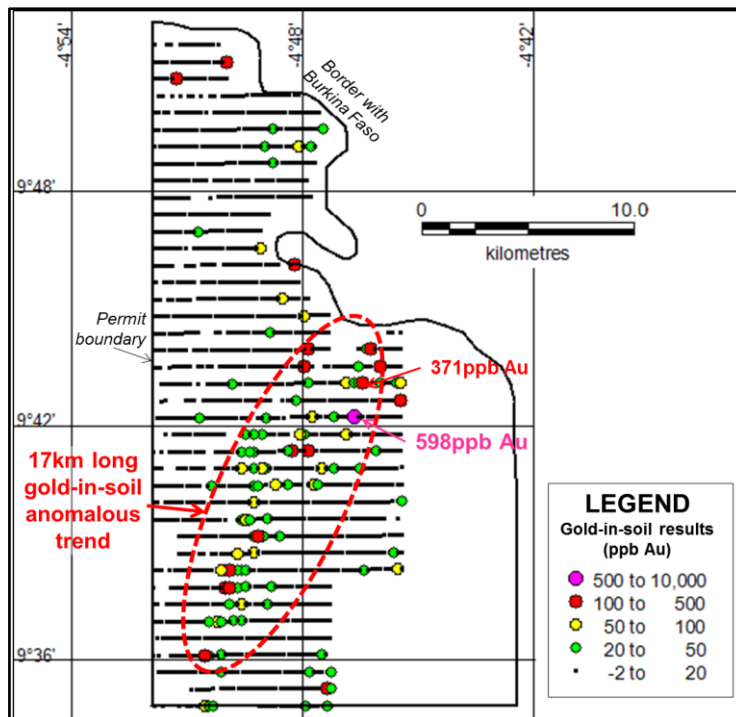 -4°54'
-4°48'
-4°42'
Border with
Burkina Faso
9°48'
0 10.0
kilometres
Permit
boundary
371ppb Au
9°42'
598ppb Au
17km long
gold-in-soil
anomalous
trend
LEGEND
Gold-in-soil results
(ppb Au)
500 to 10,000
100 to 500
50 to 100
20 to 50
-2 to 20
9°36'